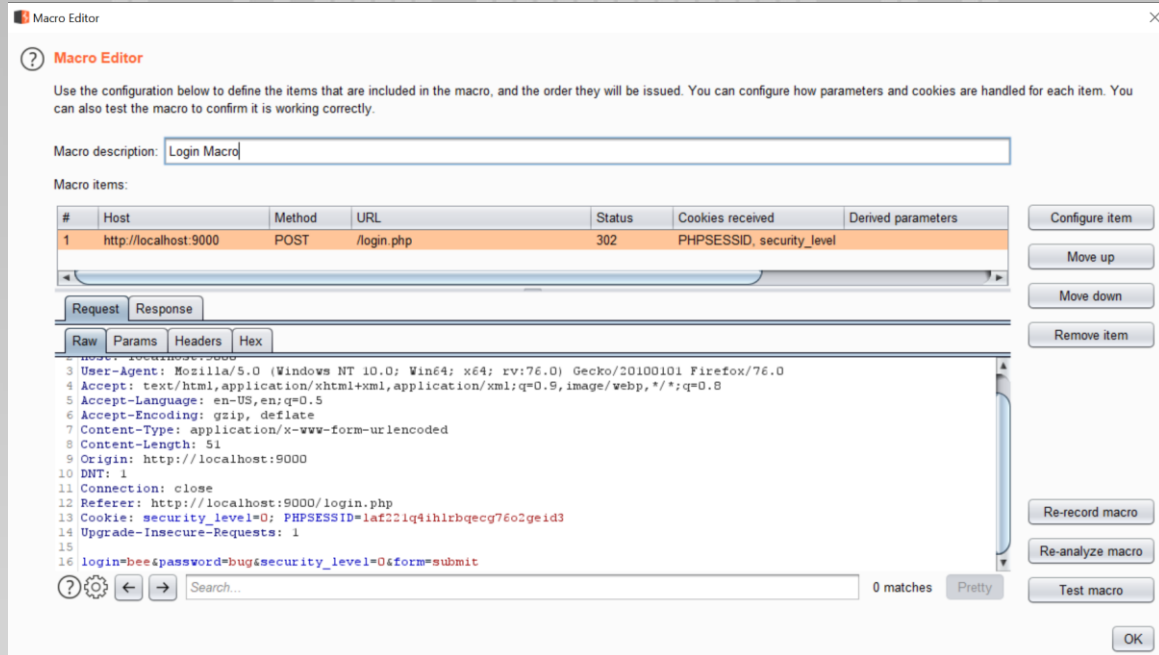 Macro Editor
Macro Editor
Use the configuration below to define the items that are included in the macro, and the order they will be issued. You can configure how parameters and cookies are handled for each item. You
can also test the macro to confirm it is working correctly.
Macro description: Login Macro
Macro items:
# Host Method URL Status Cookies received Derived parameters
1 http://localhost:9000 POST /login.php 302 PHPSESSID, security_level
Configure item
Move up
Move down
Remove item
Request Response
Raw Params Headers Hex
2 Host: localhost:9000
3 User-Agent: Mozilla/5.0 (Windows NT 10.0; Win64; x64; rv:76.0) Gecko/20100101 Firefox/76.0
4 Accept: text/html,application/xhtml+xml,application/xml;q=0.9,image/webp,*/*;q=0.8
5 Accept-Language: en-US,en;q=0.5
6 Accept-Encoding: gzip, deflate
7 Content-Type: application/x-www-form-urlencoded
8 Content-Length: 51
9 Origin: http://localhost:9000
10 DNT: 1
11 Connection: close
12 Referer: http://localhost:9000/login.php
13 Cookie: security_level=0; PHPSESSID=laf221q4ihlrbqecg76o2geid3
14 Upgrade-Insecure-Requests: 1
15
16 login=bee&password=bug&security_level=0&form=submit
Re-record macro
Re-analyze macro
Test macro
? Search... 0 matches Pretty
OK